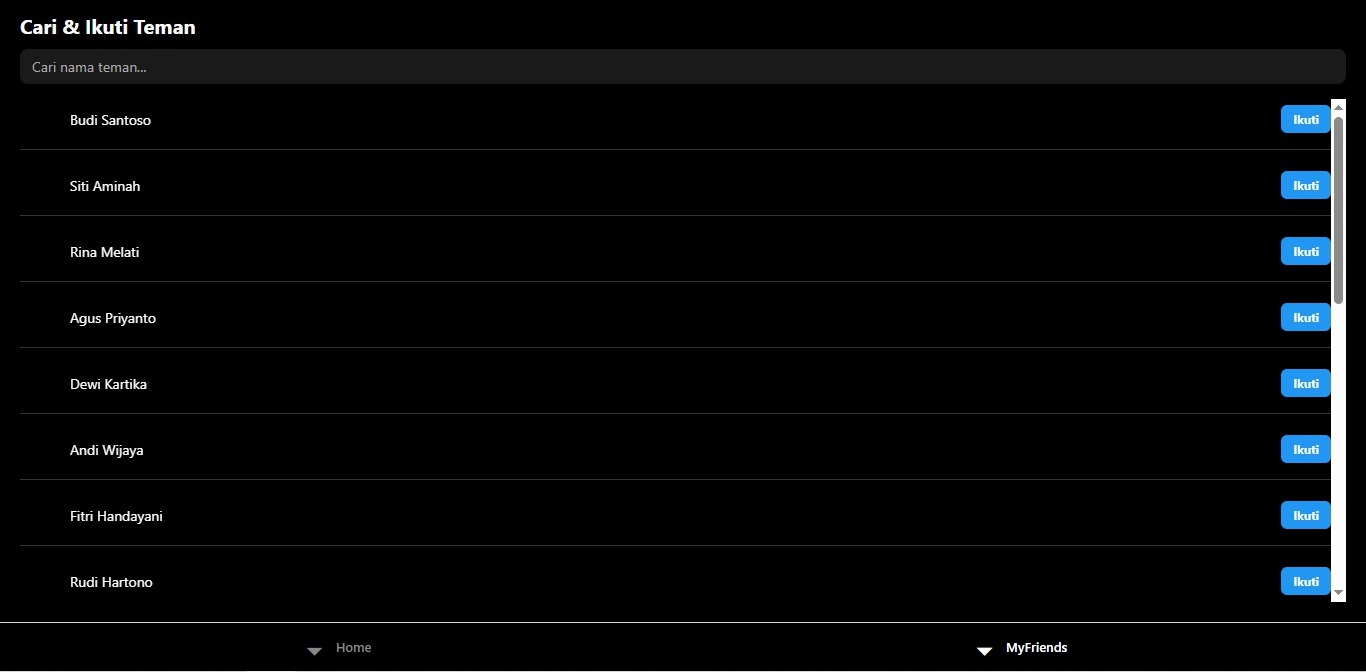 Cari & Ikuti Teman
Cari nama teman...
Budi Santoso Ikuti
Siti Aminah Ikuti
Rina Melati Ikuti
Agus Priyanto Ikuti
Dewi Kartika Ikuti
Andi Wijaya Ikuti
Fitri Handayani Ikuti
Rudi Hartono Ikuti
Home MyFriends